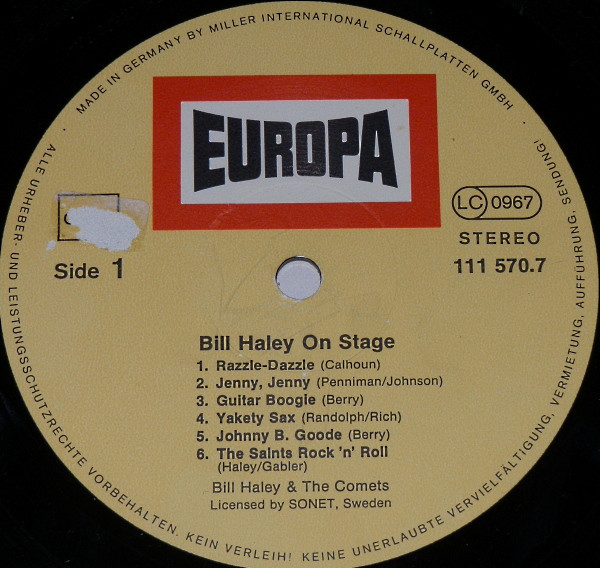 MADE IN GERMANY BY MILLER INTERNATIONAL SCHALLPLATTEN GMBH
EUROPA
LC 0967
STEREO
111 570.7
Side 1
Bill Haley On Stage
1. Razzle-Dazzle (Calhoun)
2. Jenny, Jenny (Penniman/Johnson)
3. Guitar Boogie (Berry)
4. Yakety Sax (Randolph/Rich)
5. Johnny B. Goode (Berry)
6. The Saints Rock 'n' Roll
(Haley/Gabler)
Bill Haley & The Comets
Licensed by SONET, Sweden
ALLE URHEBER- UND LEISTUNGSSCHUTZRECHTE VORBEHALTEN. KEIN VERLEIH! KEINE UNERLAUBTE VERVIELFÄLTIGUNG, VERMIETUNG, AUFFÜHRUNG, SENDUNG!